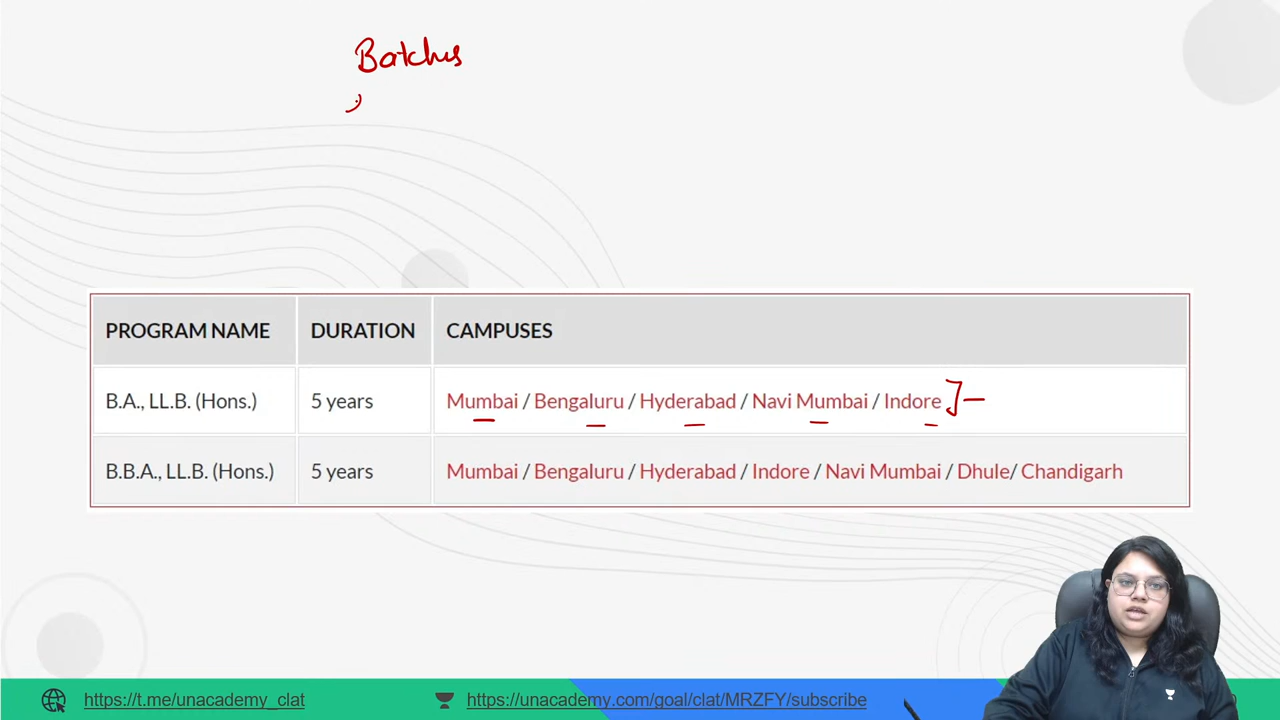 Batches
PROGRAM NAME DURATION CAMPUSES
B.A., LL.B. (Hons.) 5 years Mumbai / Bengaluru / Hyderabad / Navi Mumbai / Indore
B.B.A., LL.B. (Hons.) 5 years Mumbai / Bengaluru / Hyderabad / Indore / Navi Mumbai / Dhule/ Chandigarh
https://t.me/unacademy_clat https://unacademy.com/goal/clat/MRZFY/subscribe